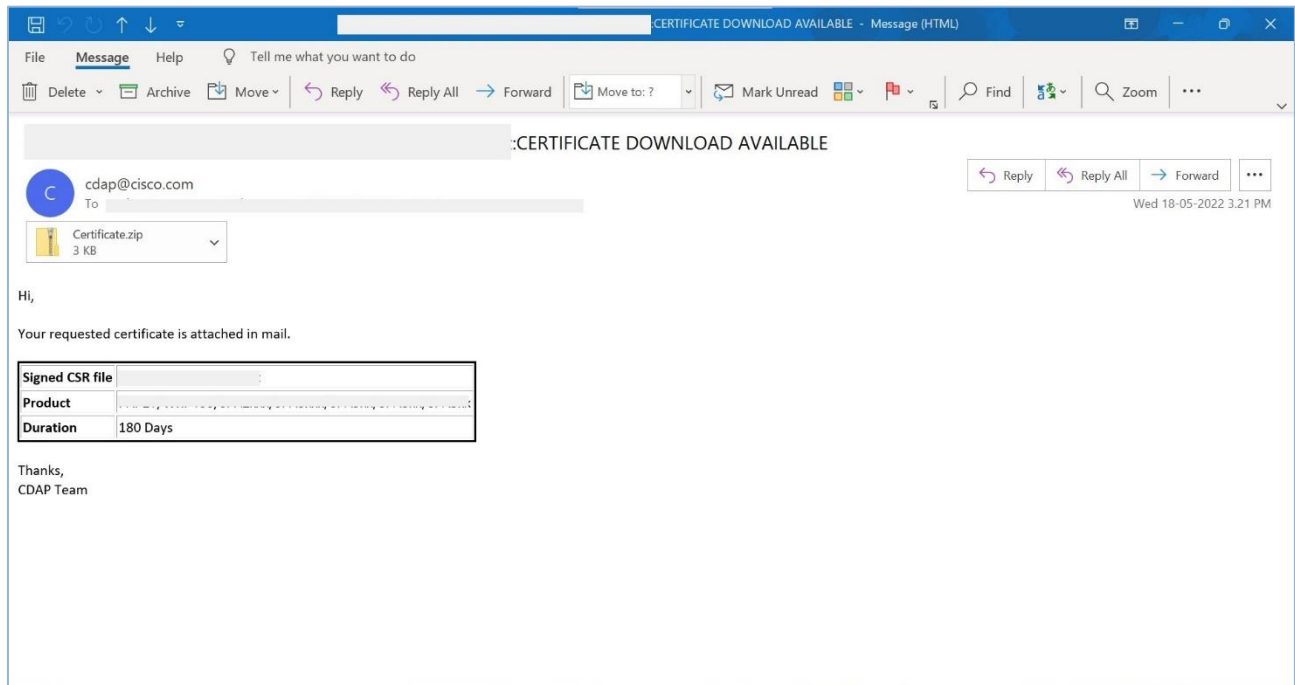 :CERTIFICATE DOWNLOAD AVAILABLE - Message (HTML)
File Message Help Tell me what you want to do
Delete Archive Move Reply Reply All Forward Move to: ? Mark Unread Find Zoom
:CERTIFICATE DOWNLOAD AVAILABLE
C
cdap@cisco.com
To
Reply Reply All Forward
Wed 18-05-2022 3.21 PM
Certificate.zip
3 KB
Hi,
Your requested certificate is attached in mail.
Signed CSR file
Product
Duration 180 Days
Thanks,
CDAP Team